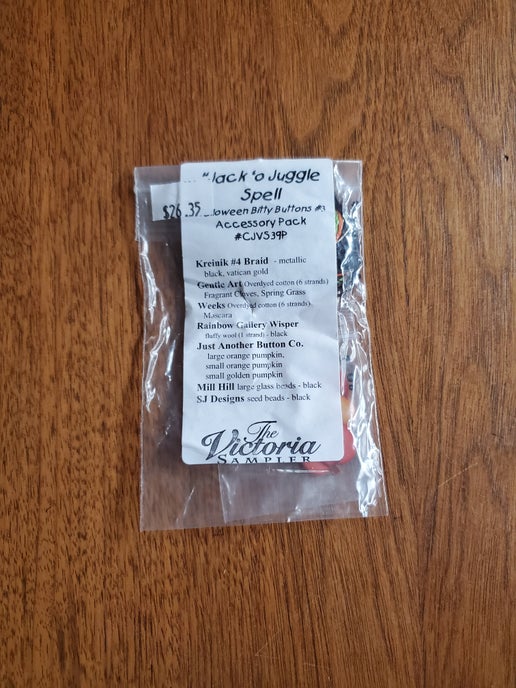 'o Juggle
Spell
$26.35
Bitty Buttons #3
Accessory Pack
#CJV539P
Kreinik #4 Braid - metallic
black, vatican gold
Gentle Art Overdyed cotton (6 strands)
Fragrant Cloves, Spring Grass
Weeks Overdyed cotton (6 strands)
Mascara
Rainbow Gallery Wisper
fluffy wool (1 strand) - black
Just Another Button Co.
large orange pumpkin,
small orange pumpkin
small golden pumpkin
Mill Hill large glass beads - black
SJ Designs seed beads - black
The
Victoria
SAMPLER